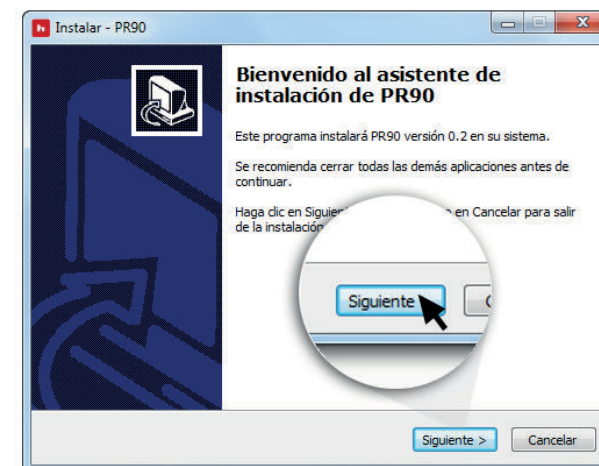 Instalar - PR90
Bienvenido al asistente de
instalación de PR90
Este programa instalará PR90 versión 0.2 en su sistema.
Se recomienda cerrar todas las demás aplicaciones antes de
continuar.
Haga clic en en Cancelar para salir
de la instalación
Siguiente
Siguiente >
Cancelar